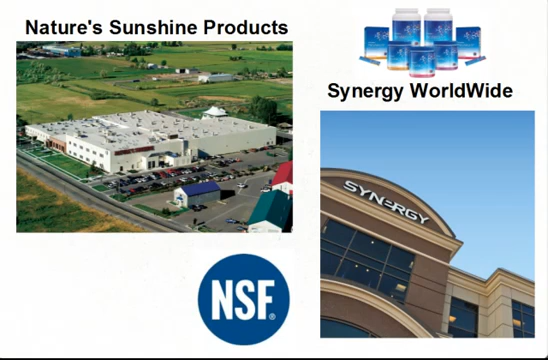 Nature's Sunshine Products
Synergy WorldWide
SYNERGY
NSF®